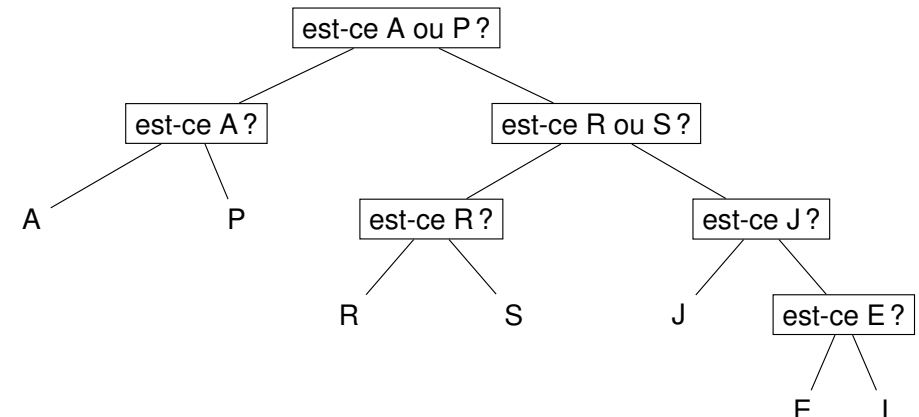 est-ce A ou P ?
est-ce A ?
est-ce R ou S ?
A
P
est-ce R ?
est-ce J ?
R
S
J
est-ce E ?